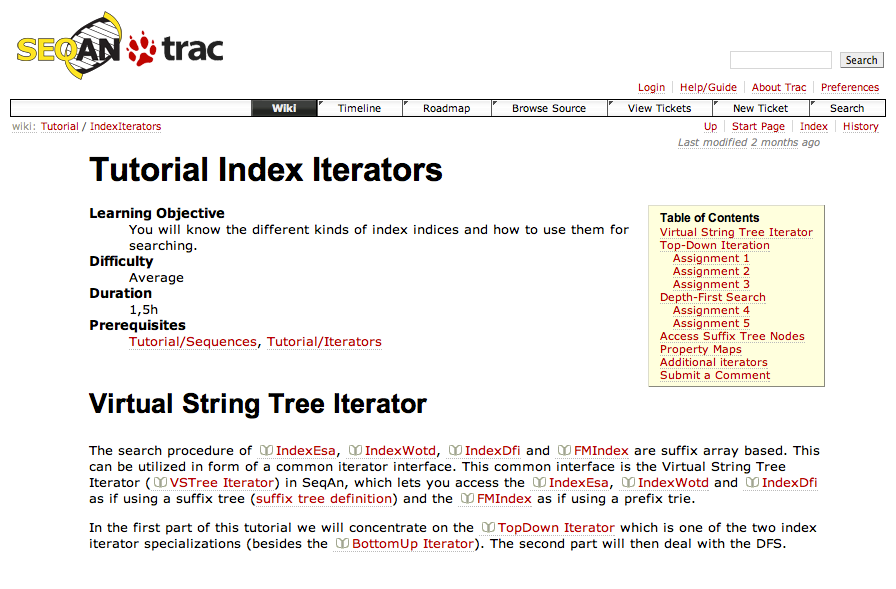 SEQAN trac
Search
Login Help/Guide About Trac Preferences
Wiki Timeline Roadmap Browse Source View Tickets New Ticket Search
wiki: Tutorial / IndexIterators
Up Start Page Index History
Last modified 2 months ago
Tutorial Index Iterators
Learning Objective
You will know the different kinds of index indices and how to use them for
searching.
Difficulty
Average
Duration
1,5h
Prerequisites
Tutorial/Sequences, Tutorial/Iterators
Table of Contents
Virtual String Tree Iterator
Top-Down Iteration
Assignment 1
Assignment 2
Assignment 3
Depth-First Search
Assignment 4
Assignment 5
Access Suffix Tree Nodes
Property Maps
Additional iterators
Submit a Comment
Virtual String Tree Iterator
The search procedure of IndexEsa, IndexWotd, IndexDfi and FMIndex are suffix array based. This
can be utilized in form of a common iterator interface. This common interface is the Virtual String Tree
Iterator ( VSTree Iterator) in SeqAn, which lets you access the IndexEsa, IndexWotd and IndexDfi
as if using a suffix tree (suffix tree definition) and the FMIndex as if using a prefix trie.
In the first part of this tutorial we will concentrate on the TopDown Iterator which is one of the two index
iterator specializations (besides the BottomUp Iterator). The second part will then deal with the DFS.